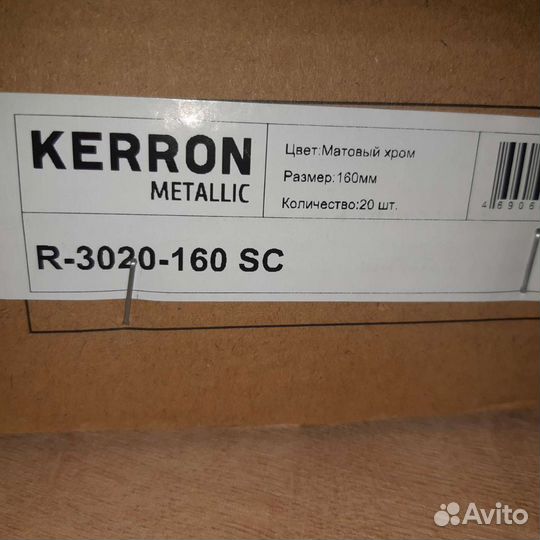 KERRON
METALLIC
Цвет:Матовый хром
Размер:160мм
Количество:20 шт.
R-3020-160 SC
Avito